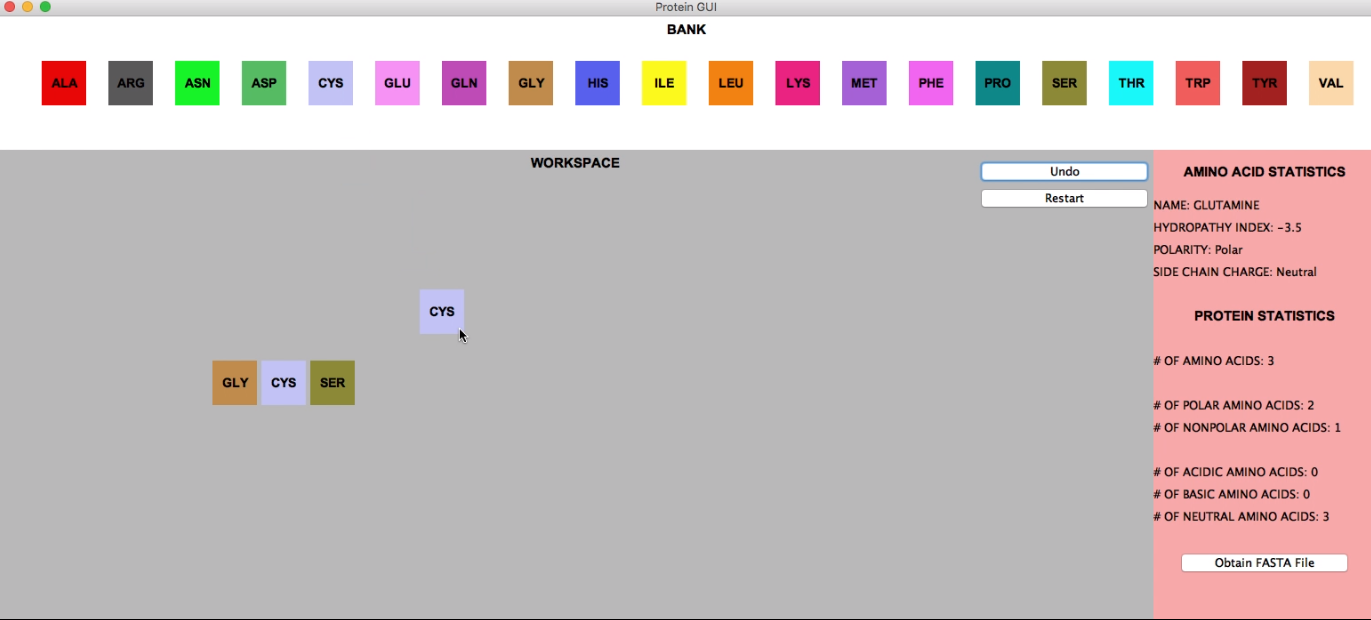 Protein GUI
BANK
ALA ARG ASN ASP CYS GLU GLN GLY HIS ILE LEU LYS MET PHE PRO SER THR TRP TYR VAL
WORKSPACE
Undo
Restart
CYS
GLY CYS SER
AMINO ACID STATISTICS
NAME: GLUTAMINE
HYDROPATHY INDEX: -3.5
POLARITY: Polar
SIDE CHAIN CHARGE: Neutral
PROTEIN STATISTICS
# OF AMINO ACIDS: 3
# OF POLAR AMINO ACIDS: 2
# OF NONPOLAR AMINO ACIDS: 1
# OF ACIDIC AMINO ACIDS: 0
# OF BASIC AMINO ACIDS: 0
# OF NEUTRAL AMINO ACIDS: 3
Obtain FASTA File